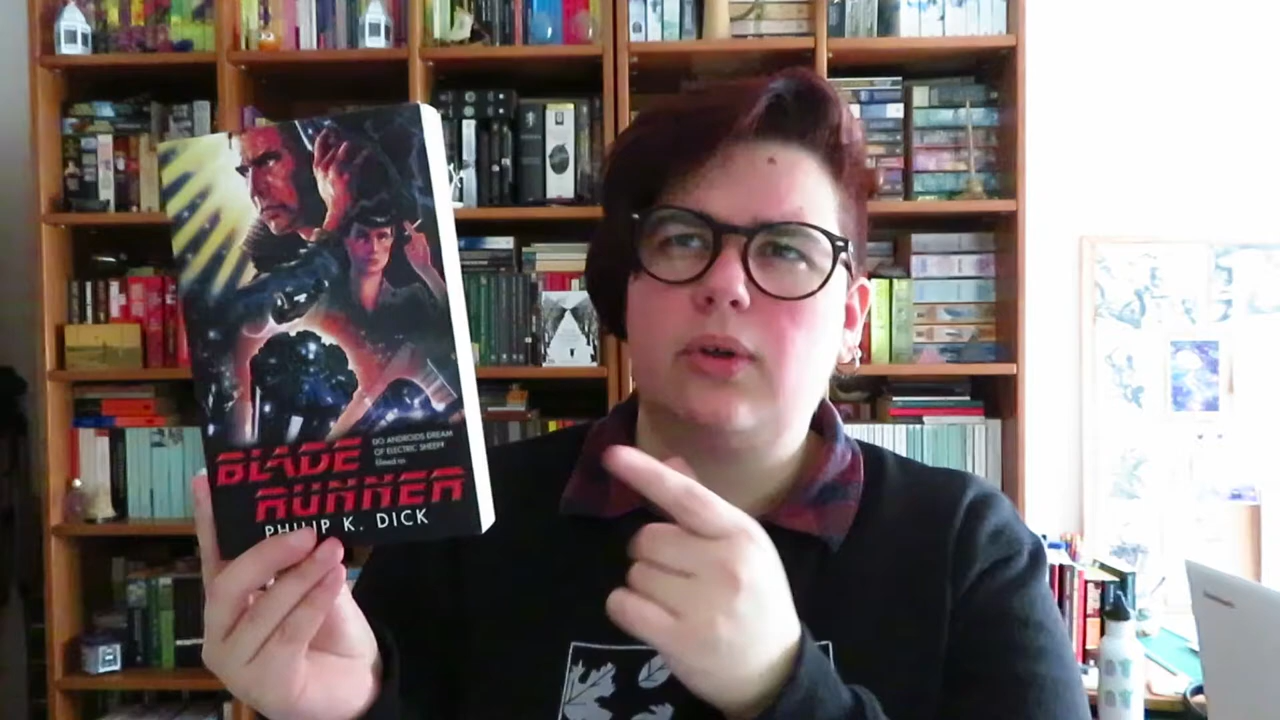 DO ANDROIDS DREAM
OF ELECTRIC SHEEP?
BLADE
RUNNER
PHILIP K. DICK